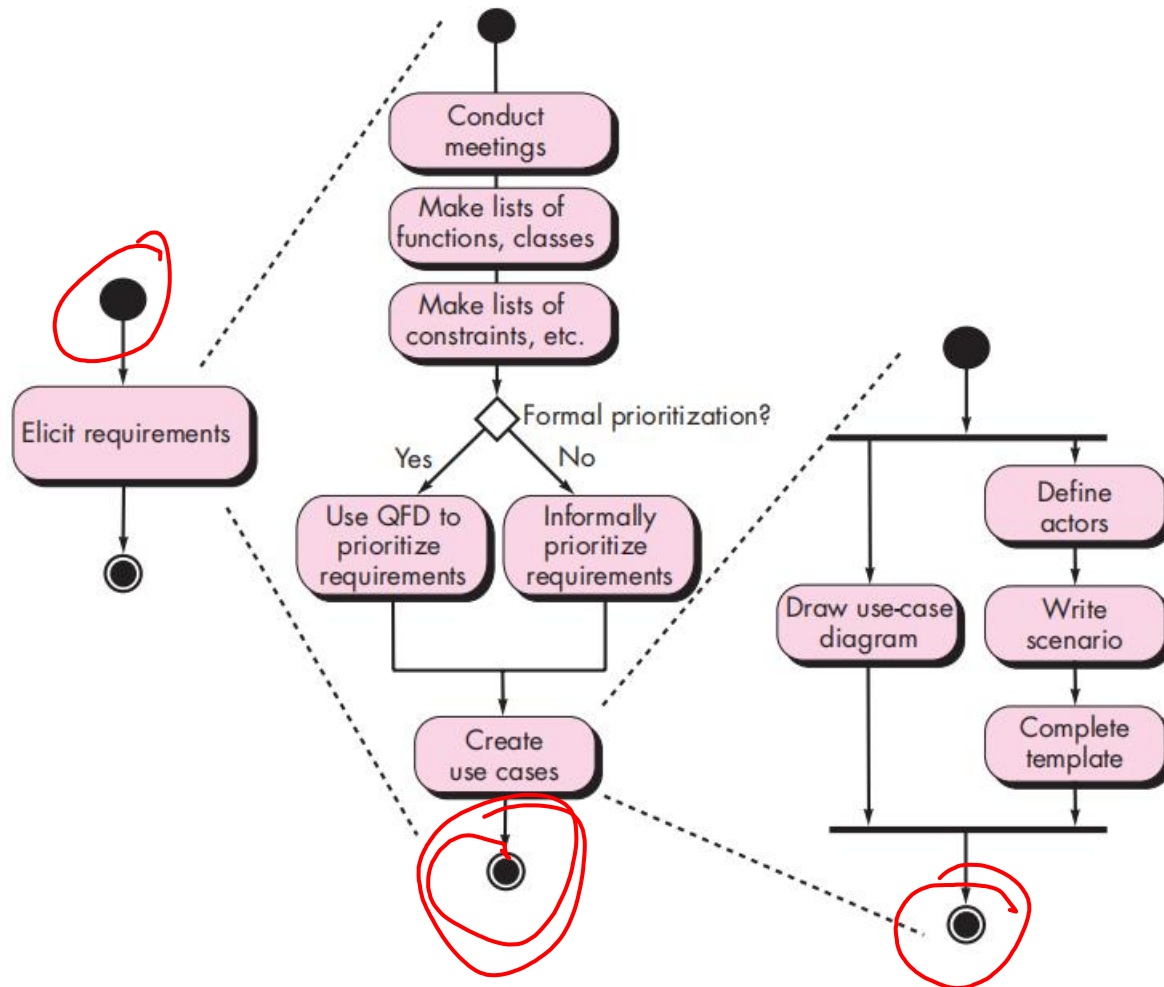 Elicit requirements
Conduct
meetings
Make lists of
functions, classes
Make lists of
constraints, etc.
Formal prioritization?
Yes
No
Use QFD to
prioritize
requirements
Informally
prioritize
requirements
Create
use cases
Draw use-case
diagram
Define
actors
Write
scenario
Complete
template